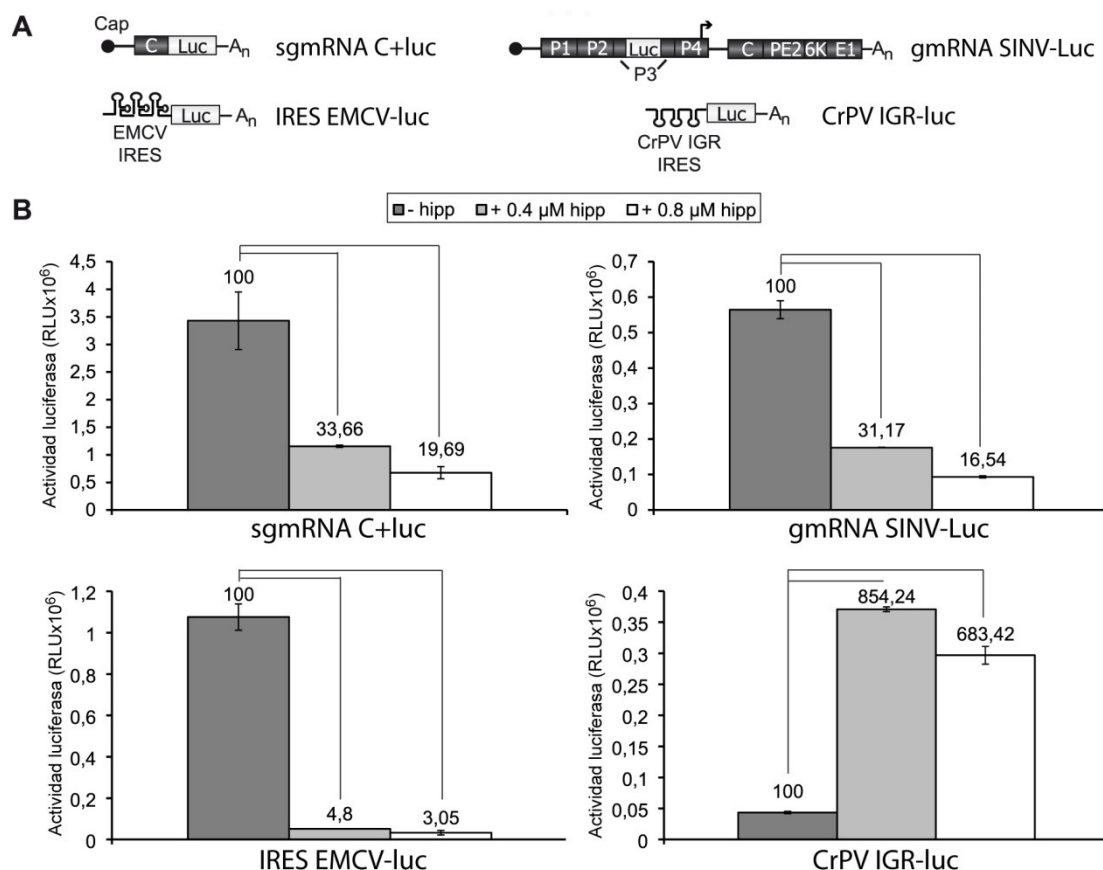 A
Cap
C Luc An
sgmRNA C+luc
P1 P2 Luc P4 C PE2 6K E1 An
P3
gmRNA SINV-Luc
Luc An
EMCV
IRES
IRES EMCV-luc
Luc An
CrPV IGR
IRES
CrPV IGR-luc
B
- hipp + 0.4 µM hipp + 0.8 µM hipp
Actividad luciferasa (RLUx10⁶)
4,5
4
3,5
3
2,5
2
1,5
1
0,5
0
100
33,66
19,69
sgmRNA C+luc
Actividad luciferasa (RLUx10⁶)
0,7
0,6
0,5
0,4
0,3
0,2
0,1
0
100
31,17
16,54
gmRNA SINV-Luc
Actividad luciferasa (RLUx10⁶)
1,2
1
0,8
0,6
0,4
0,2
0
100
4,8
3,05
IRES EMCV-luc
Actividad luciferasa (RLUx10⁶)
0,4
0,35
0,3
0,25
0,2
0,15
0,1
0,05
0
100
854,24
683,42
CrPV IGR-luc